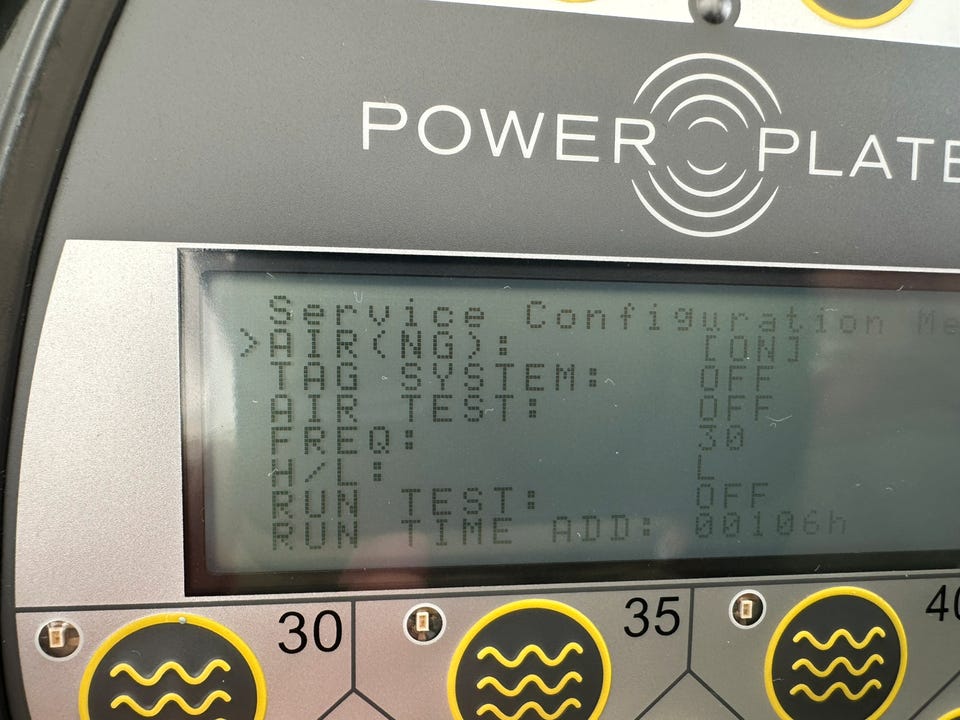 POWER PLATE
Service Configuration Me
>AIR(NG): [ON]
TAG SYSTEM: OFF
AIR TEST: OFF
FREQ: 30
H/L: L
RUN TEST: OFF
RUN TIME ADD: 00106h
30 35 40